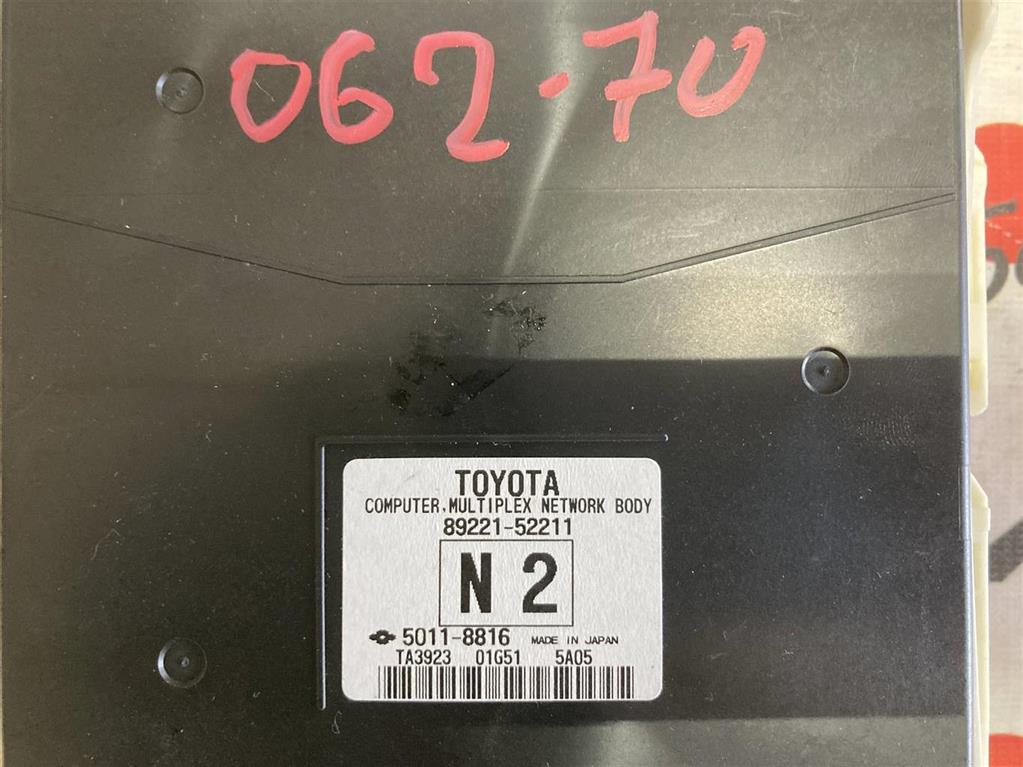 062-70
TOYOTA
COMPUTER,MULTIPLEX NETWORK BODY
89221-52211
N 2
5011-8816 MADE IN JAPAN
TA3923 01G51 5A05